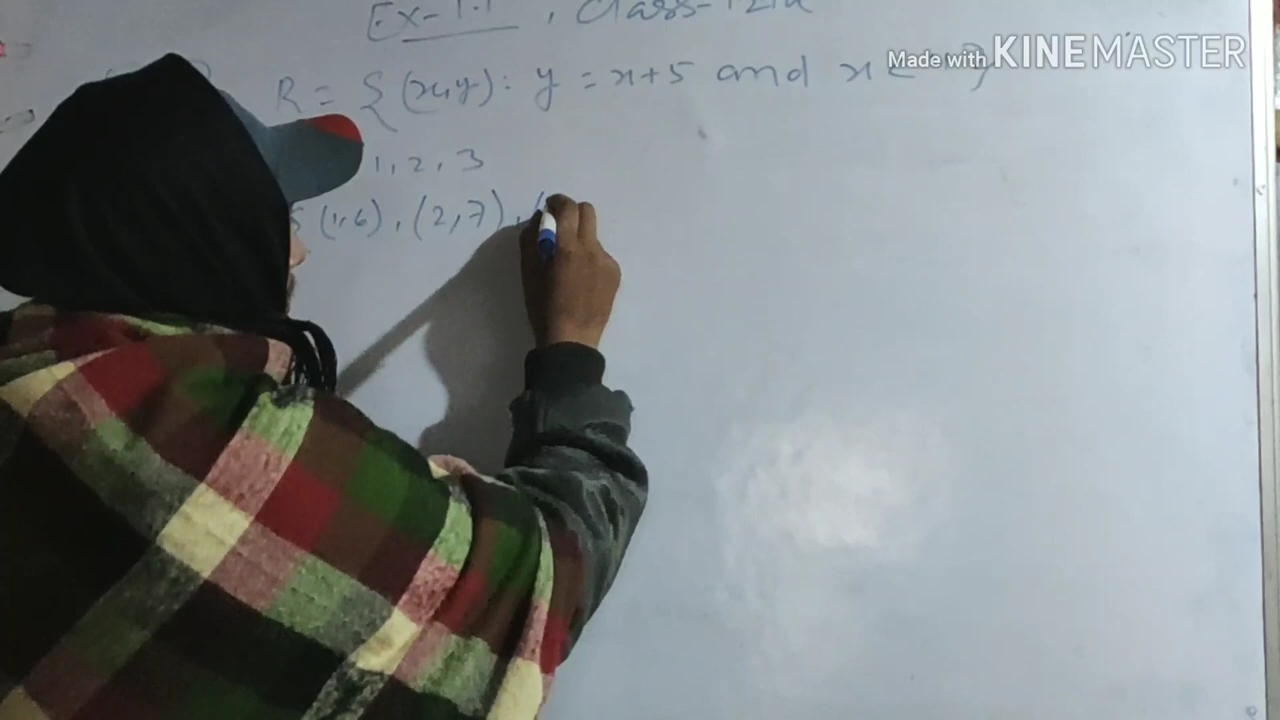 Ex-1.1, Class-12th
Made with KINEMASTER
R = {(x,y): y = x+5 and x <
1, 2, 3
{(1,6), (2,7), (